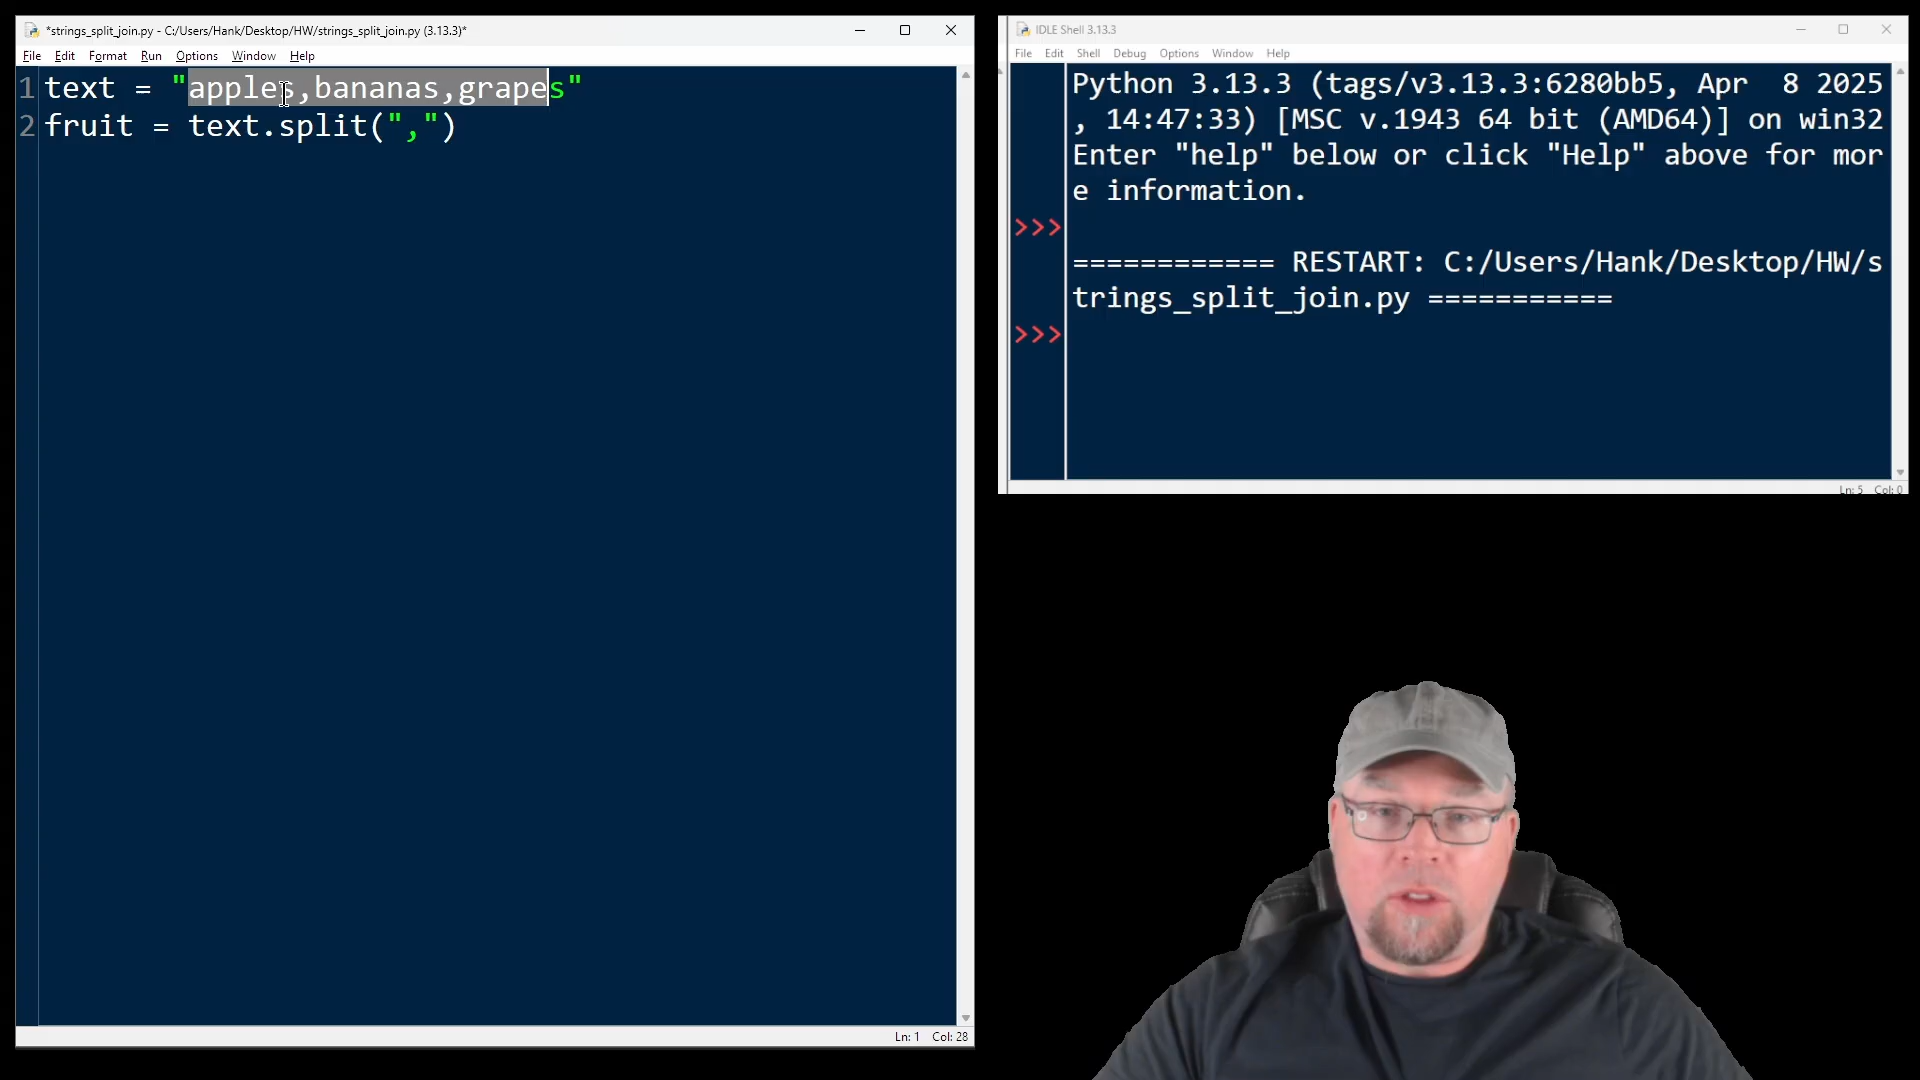 *strings_split_join.py - C:/Users/Hank/Desktop/HW/strings_split_join.py (3.13.3)*
File Edit Format Run Options Window Help
1 text = "apples,bananas,grapes"
2 fruit = text.split(",")
Ln: 1 Col: 28
IDLE Shell 3.13.3
File Edit Shell Debug Options Window Help
Python 3.13.3 (tags/v3.13.3:6280bb5, Apr  8 2025
, 14:47:33) [MSC v.1943 64 bit (AMD64)] on win32
Enter "help" below or click "Help" above for mor
e information.
>>>
============ RESTART: C:/Users/Hank/Desktop/HW/s
trings_split_join.py ===========
>>>
Ln: 5 Col: 0